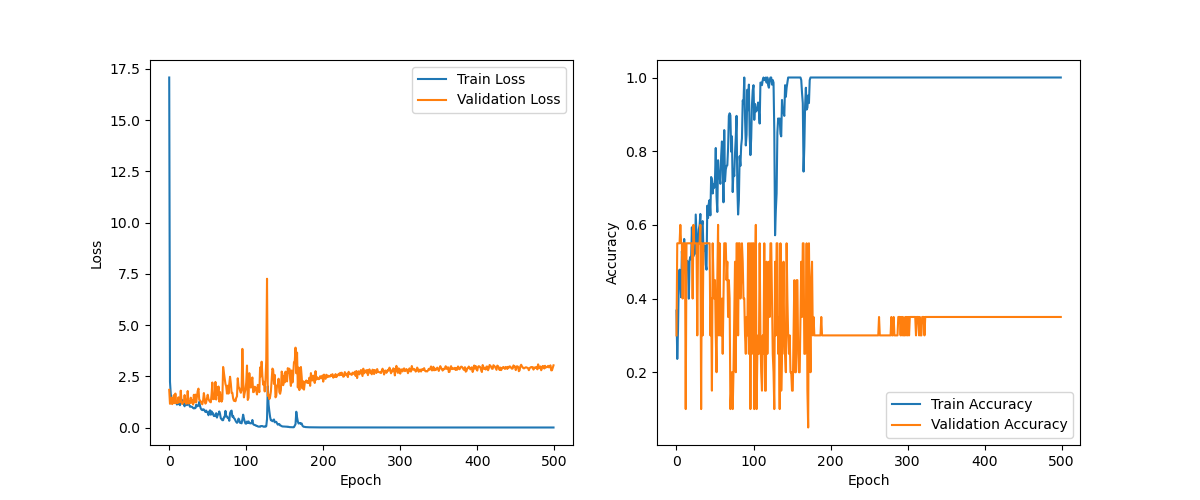 17.5
15.0
12.5
10.0
7.5
5.0
2.5
0.0
Loss
0 100 200 300 400 500
Epoch
Train Loss
Validation Loss
1.0
0.8
0.6
0.4
0.2
Accuracy
0 100 200 300 400 500
Epoch
Train Accuracy
Validation Accuracy